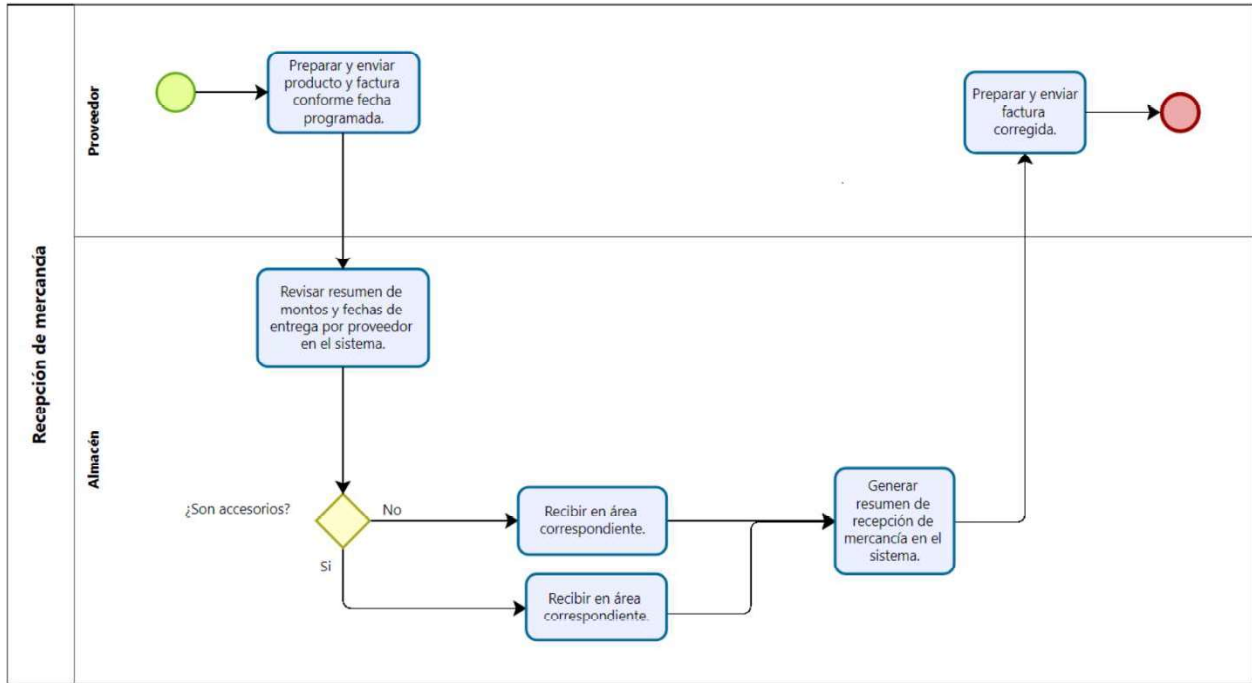 Recepción de mercancía
Proveedor
Preparar y enviar
producto y factura
conforme fecha
programada.
Preparar y enviar
factura
corregida.
Almacén
Revisar resumen de
montos y fechas de
entrega por proveedor
en el sistema.
¿Son accesorios?
No
Si
Recibir en área
correspondiente.
Recibir en área
correspondiente.
Generar
resumen de
recepción de
mercancía en el
sistema.